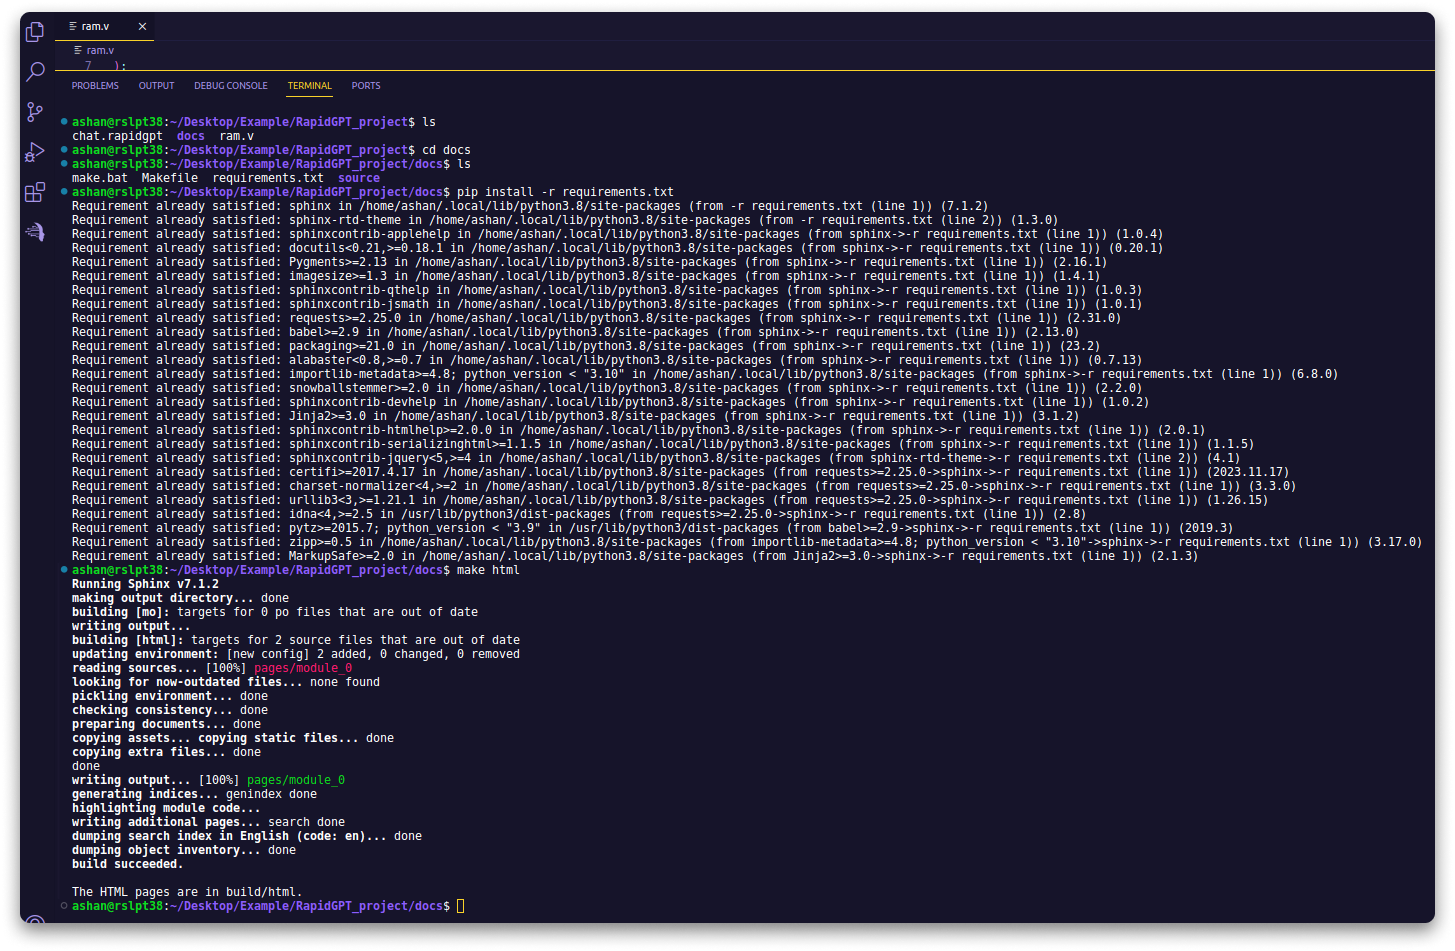 ram.v
ram.v
7 );
PROBLEMS OUTPUT DEBUG CONSOLE TERMINAL PORTS
ashan@rslpt38:~/Desktop/Example/RapidGPT_project$ ls
chat.rapidgpt docs ram.v
ashan@rslpt38:~/Desktop/Example/RapidGPT_project$ cd docs
ashan@rslpt38:~/Desktop/Example/RapidGPT_project/docs$ ls
make.bat Makefile requirements.txt source
ashan@rslpt38:~/Desktop/Example/RapidGPT_project/docs$ pip install -r requirements.txt
Requirement already satisfied: sphinx in /home/ashan/.local/lib/python3.8/site-packages (from -r requirements.txt (line 1)) (7.1.2)
Requirement already satisfied: sphinx-rtd-theme in /home/ashan/.local/lib/python3.8/site-packages (from -r requirements.txt (line 2)) (1.3.0)
Requirement already satisfied: sphinxcontrib-applehelp in /home/ashan/.local/lib/python3.8/site-packages (from sphinx->-r requirements.txt (line 1)) (1.0.4)
Requirement already satisfied: docutils<0.21,>=0.18.1 in /home/ashan/.local/lib/python3.8/site-packages (from sphinx->-r requirements.txt (line 1)) (0.20.1)
Requirement already satisfied: Pygments>=2.13 in /home/ashan/.local/lib/python3.8/site-packages (from sphinx->-r requirements.txt (line 1)) (2.16.1)
Requirement already satisfied: imagesize>=1.3 in /home/ashan/.local/lib/python3.8/site-packages (from sphinx->-r requirements.txt (line 1)) (1.4.1)
Requirement already satisfied: sphinxcontrib-qthelp in /home/ashan/.local/lib/python3.8/site-packages (from sphinx->-r requirements.txt (line 1)) (1.0.3)
Requirement already satisfied: sphinxcontrib-jsmath in /home/ashan/.local/lib/python3.8/site-packages (from sphinx->-r requirements.txt (line 1)) (1.0.1)
Requirement already satisfied: requests>=2.25.0 in /home/ashan/.local/lib/python3.8/site-packages (from sphinx->-r requirements.txt (line 1)) (2.31.0)
Requirement already satisfied: babel>=2.9 in /home/ashan/.local/lib/python3.8/site-packages (from sphinx->-r requirements.txt (line 1)) (2.13.0)
Requirement already satisfied: packaging>=21.0 in /home/ashan/.local/lib/python3.8/site-packages (from sphinx->-r requirements.txt (line 1)) (23.2)
Requirement already satisfied: alabaster<0.8,>=0.7 in /home/ashan/.local/lib/python3.8/site-packages (from sphinx->-r requirements.txt (line 1)) (0.7.13)
Requirement already satisfied: importlib-metadata>=4.8; python_version < "3.10" in /home/ashan/.local/lib/python3.8/site-packages (from sphinx->-r requirements.txt (line 1)) (6.8.0)
Requirement already satisfied: snowballstemmer>=2.0 in /home/ashan/.local/lib/python3.8/site-packages (from sphinx->-r requirements.txt (line 1)) (2.2.0)
Requirement already satisfied: sphinxcontrib-devhelp in /home/ashan/.local/lib/python3.8/site-packages (from sphinx->-r requirements.txt (line 1)) (1.0.2)
Requirement already satisfied: Jinja2>=3.0 in /home/ashan/.local/lib/python3.8/site-packages (from sphinx->-r requirements.txt (line 1)) (3.1.2)
Requirement already satisfied: sphinxcontrib-htmlhelp>=2.0.0 in /home/ashan/.local/lib/python3.8/site-packages (from sphinx->-r requirements.txt (line 1)) (2.0.1)
Requirement already satisfied: sphinxcontrib-serializinghtml>=1.1.5 in /home/ashan/.local/lib/python3.8/site-packages (from sphinx->-r requirements.txt (line 1)) (1.1.5)
Requirement already satisfied: sphinxcontrib-jquery<5,>=4 in /home/ashan/.local/lib/python3.8/site-packages (from sphinx-rtd-theme->-r requirements.txt (line 2)) (4.1)
Requirement already satisfied: certifi>=2017.4.17 in /home/ashan/.local/lib/python3.8/site-packages (from requests>=2.25.0->sphinx->-r requirements.txt (line 1)) (2023.11.17)
Requirement already satisfied: charset-normalizer<4,>=2 in /home/ashan/.local/lib/python3.8/site-packages (from requests>=2.25.0->sphinx->-r requirements.txt (line 1)) (3.3.0)
Requirement already satisfied: urllib3<3,>=1.21.1 in /home/ashan/.local/lib/python3.8/site-packages (from requests>=2.25.0->sphinx->-r requirements.txt (line 1)) (1.26.15)
Requirement already satisfied: idna<4,>=2.5 in /usr/lib/python3/dist-packages (from requests>=2.25.0->sphinx->-r requirements.txt (line 1)) (2.8)
Requirement already satisfied: pytz>=2015.7; python_version < "3.9" in /usr/lib/python3/dist-packages (from babel>=2.9->sphinx->-r requirements.txt (line 1)) (2019.3)
Requirement already satisfied: zipp>=0.5 in /home/ashan/.local/lib/python3.8/site-packages (from importlib-metadata>=4.8; python_version < "3.10"->sphinx->-r requirements.txt (line 1)) (3.17.0)
Requirement already satisfied: MarkupSafe>=2.0 in /home/ashan/.local/lib/python3.8/site-packages (from Jinja2>=3.0->sphinx->-r requirements.txt (line 1)) (2.1.3)
ashan@rslpt38:~/Desktop/Example/RapidGPT_project/docs$ make html
Running Sphinx v7.1.2
making output directory... done
building [mo]: targets for 0 po files that are out of date
writing output...
building [html]: targets for 2 source files that are out of date
updating environment: [new config] 2 added, 0 changed, 0 removed
reading sources... [100%] pages/module_0
looking for now-outdated files... none found
pickling environment... done
checking consistency... done
preparing documents... done
copying assets... copying static files... done
copying extra files... done
done
writing output... [100%] pages/module_0
generating indices... genindex done
highlighting module code...
writing additional pages... search done
dumping search index in English (code: en)... done
dumping object inventory... done
build succeeded.
The HTML pages are in build/html.
ashan@rslpt38:~/Desktop/Example/RapidGPT_project/docs$